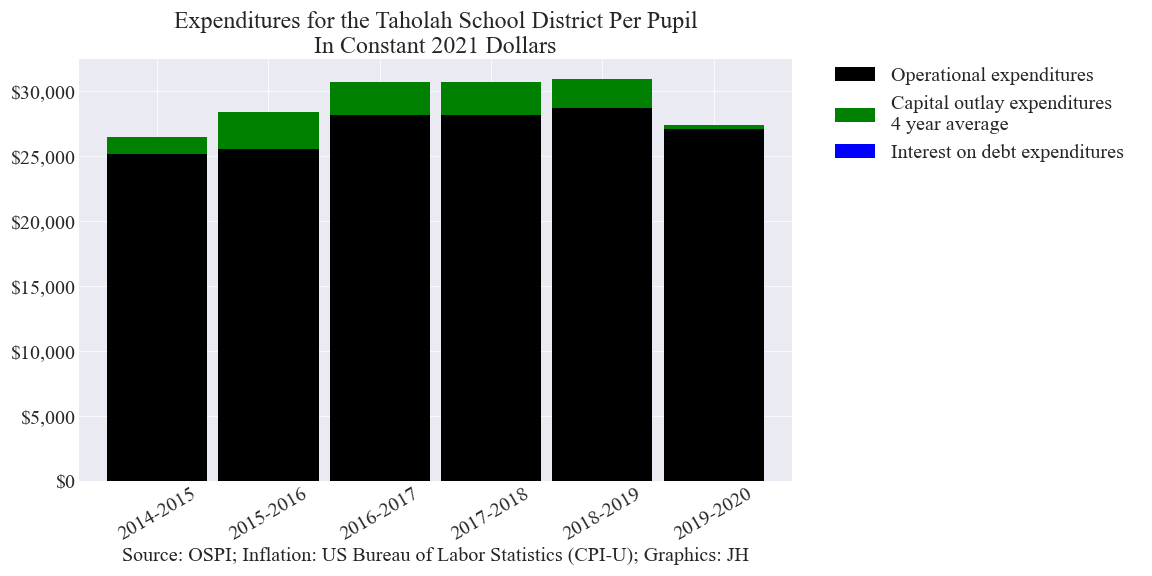 Expenditures for the Taholah School District Per Pupil
In Constant 2021 Dollars
$30,000
$25,000
$20,000
$15,000
$10,000
$5,000
$0
2014-2015
2015-2016
2016-2017
2017-2018
2018-2019
2019-2020
Source: OSPI; Inflation: US Bureau of Labor Statistics (CPI-U); Graphics: JH
Operational expenditures
Capital outlay expenditures
4 year average
Interest on debt expenditures